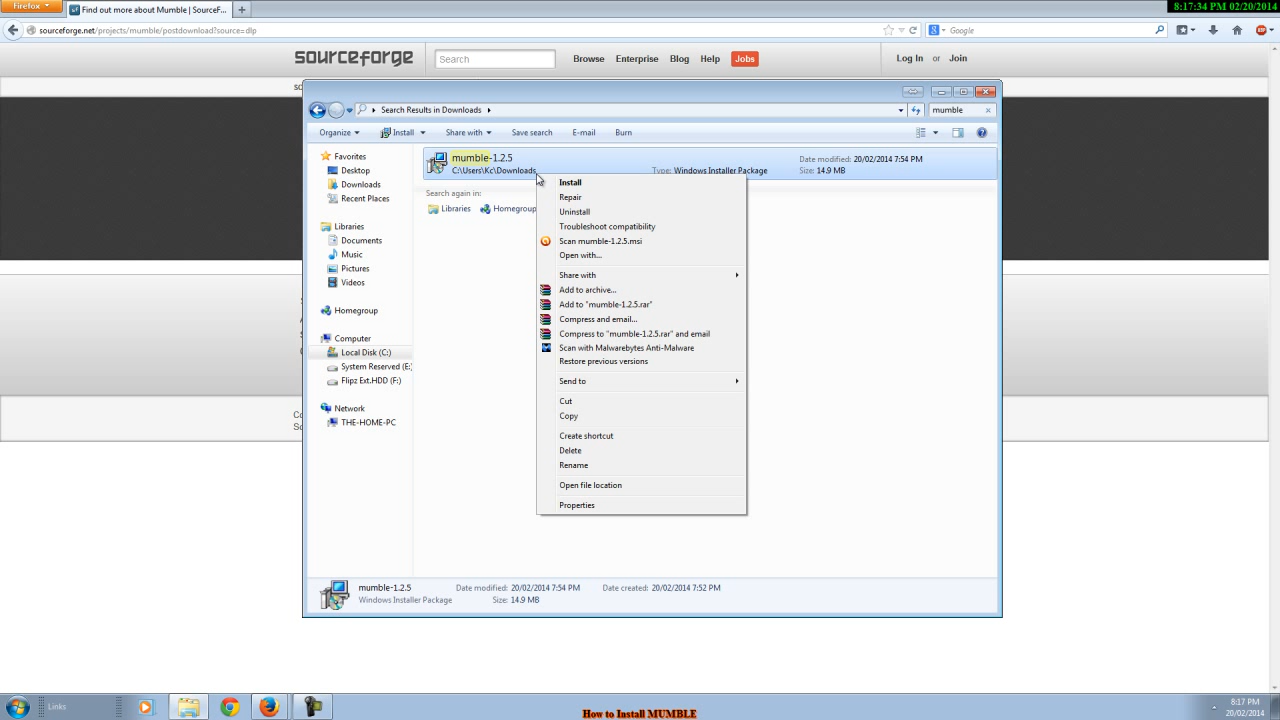 Firefox
Find out more about Mumble | SourceF...
8:17:34 PM 02/20/2014
sourceforge.net/projects/mumble/postdownload?source=dlp
Google
sourceforge
Search
Browse Enterprise Blog Help Jobs
Log In or Join
so
Search Results in Downloads
mumble
Organize Install Share with Save search E-mail Burn
Favorites
Desktop
Downloads
Recent Places
Libraries
Documents
Music
Pictures
Videos
Homegroup
Computer
Local Disk (C:)
System Reserved (E:
Flipz Ext.HDD (F:)
Network
THE-HOME-PC
mumble-1.2.5
C:\Users\Kc\Downloads
Type: Windows Installer Package
Date modified: 20/02/2014 7:54 PM
Size: 14.9 MB
Search again in:
Libraries Homegroup
Install
Repair
Uninstall
Troubleshoot compatibility
Scan mumble-1.2.5.msi
Open with...
Share with
Add to archive...
Add to "mumble-1.2.5.rar"
Compress and email...
Compress to "mumble-1.2.5.rar" and email
Scan with Malwarebytes Anti-Malware
Restore previous versions
Send to
Cut
Copy
Create shortcut
Delete
Rename
Open file location
Properties
mumble-1.2.5 Date modified: 20/02/2014 7:54 PM Date created: 20/02/2014 7:52 PM
Windows Installer Package Size: 14.9 MB
Links
How to Install MUMBLE
8:17 PM
20/02/2014